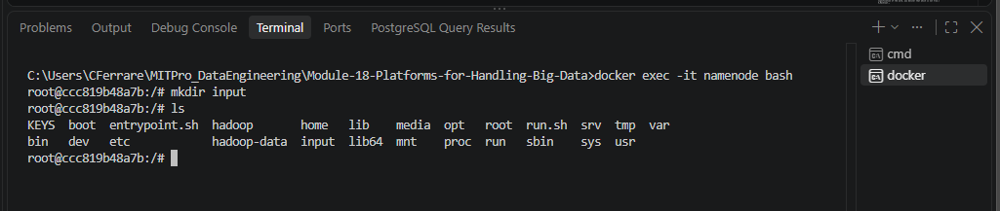 Problems Output Debug Console Terminal Ports PostgreSQL Query Results
C:\Users\CFerrare\MITPro_DataEngineering\Module-18-Platforms-for-Handling-Big-Data>docker exec -it namenode bash
root@ccc819b48a7b:/# mkdir input
root@ccc819b48a7b:/# ls
KEYS boot entrypoint.sh hadoop home lib media opt root run.sh srv tmp var
bin dev etc hadoop-data input lib64 mnt proc run sbin sys usr
root@ccc819b48a7b:/#
cmd
docker